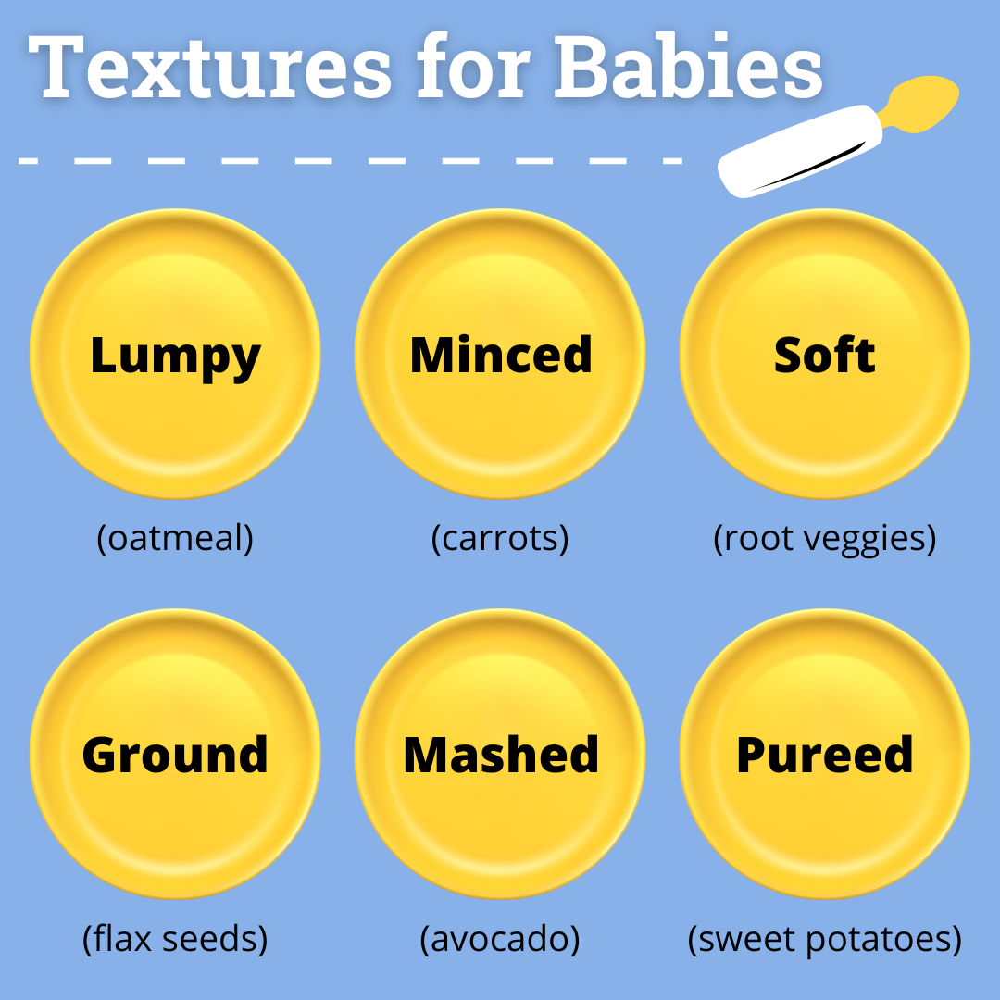 Textures for Babies
Lumpy
Minced
Soft
(oatmeal)
(carrots)
(root veggies)
Ground
Mashed
Pureed
(flax seeds)
(avocado)
(sweet potatoes)